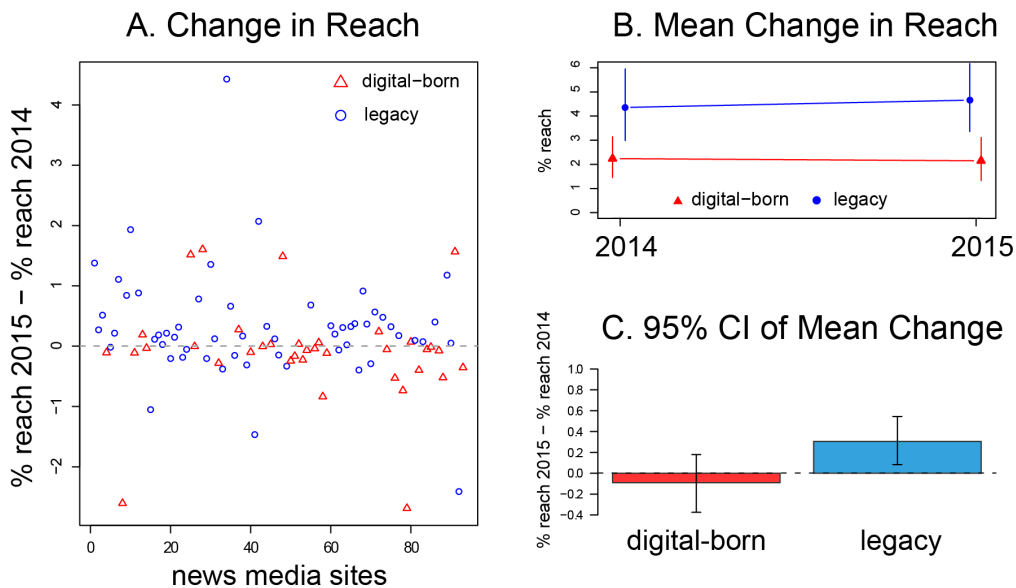 A. Change in Reach
% reach 2015 − % reach 2014
4
3
2
1
0
−1
−2
digital−born
legacy
0 20 40 60 80
news media sites
B. Mean Change in Reach
% reach
6
5
4
3
2
1
0
digital−born legacy
2014 2015
C. 95% CI of Mean Change
% reach 2015 − % reach 2014
1.0
0.8
0.6
0.4
0.2
0.0
−0.2
−0.4
digital-born legacy